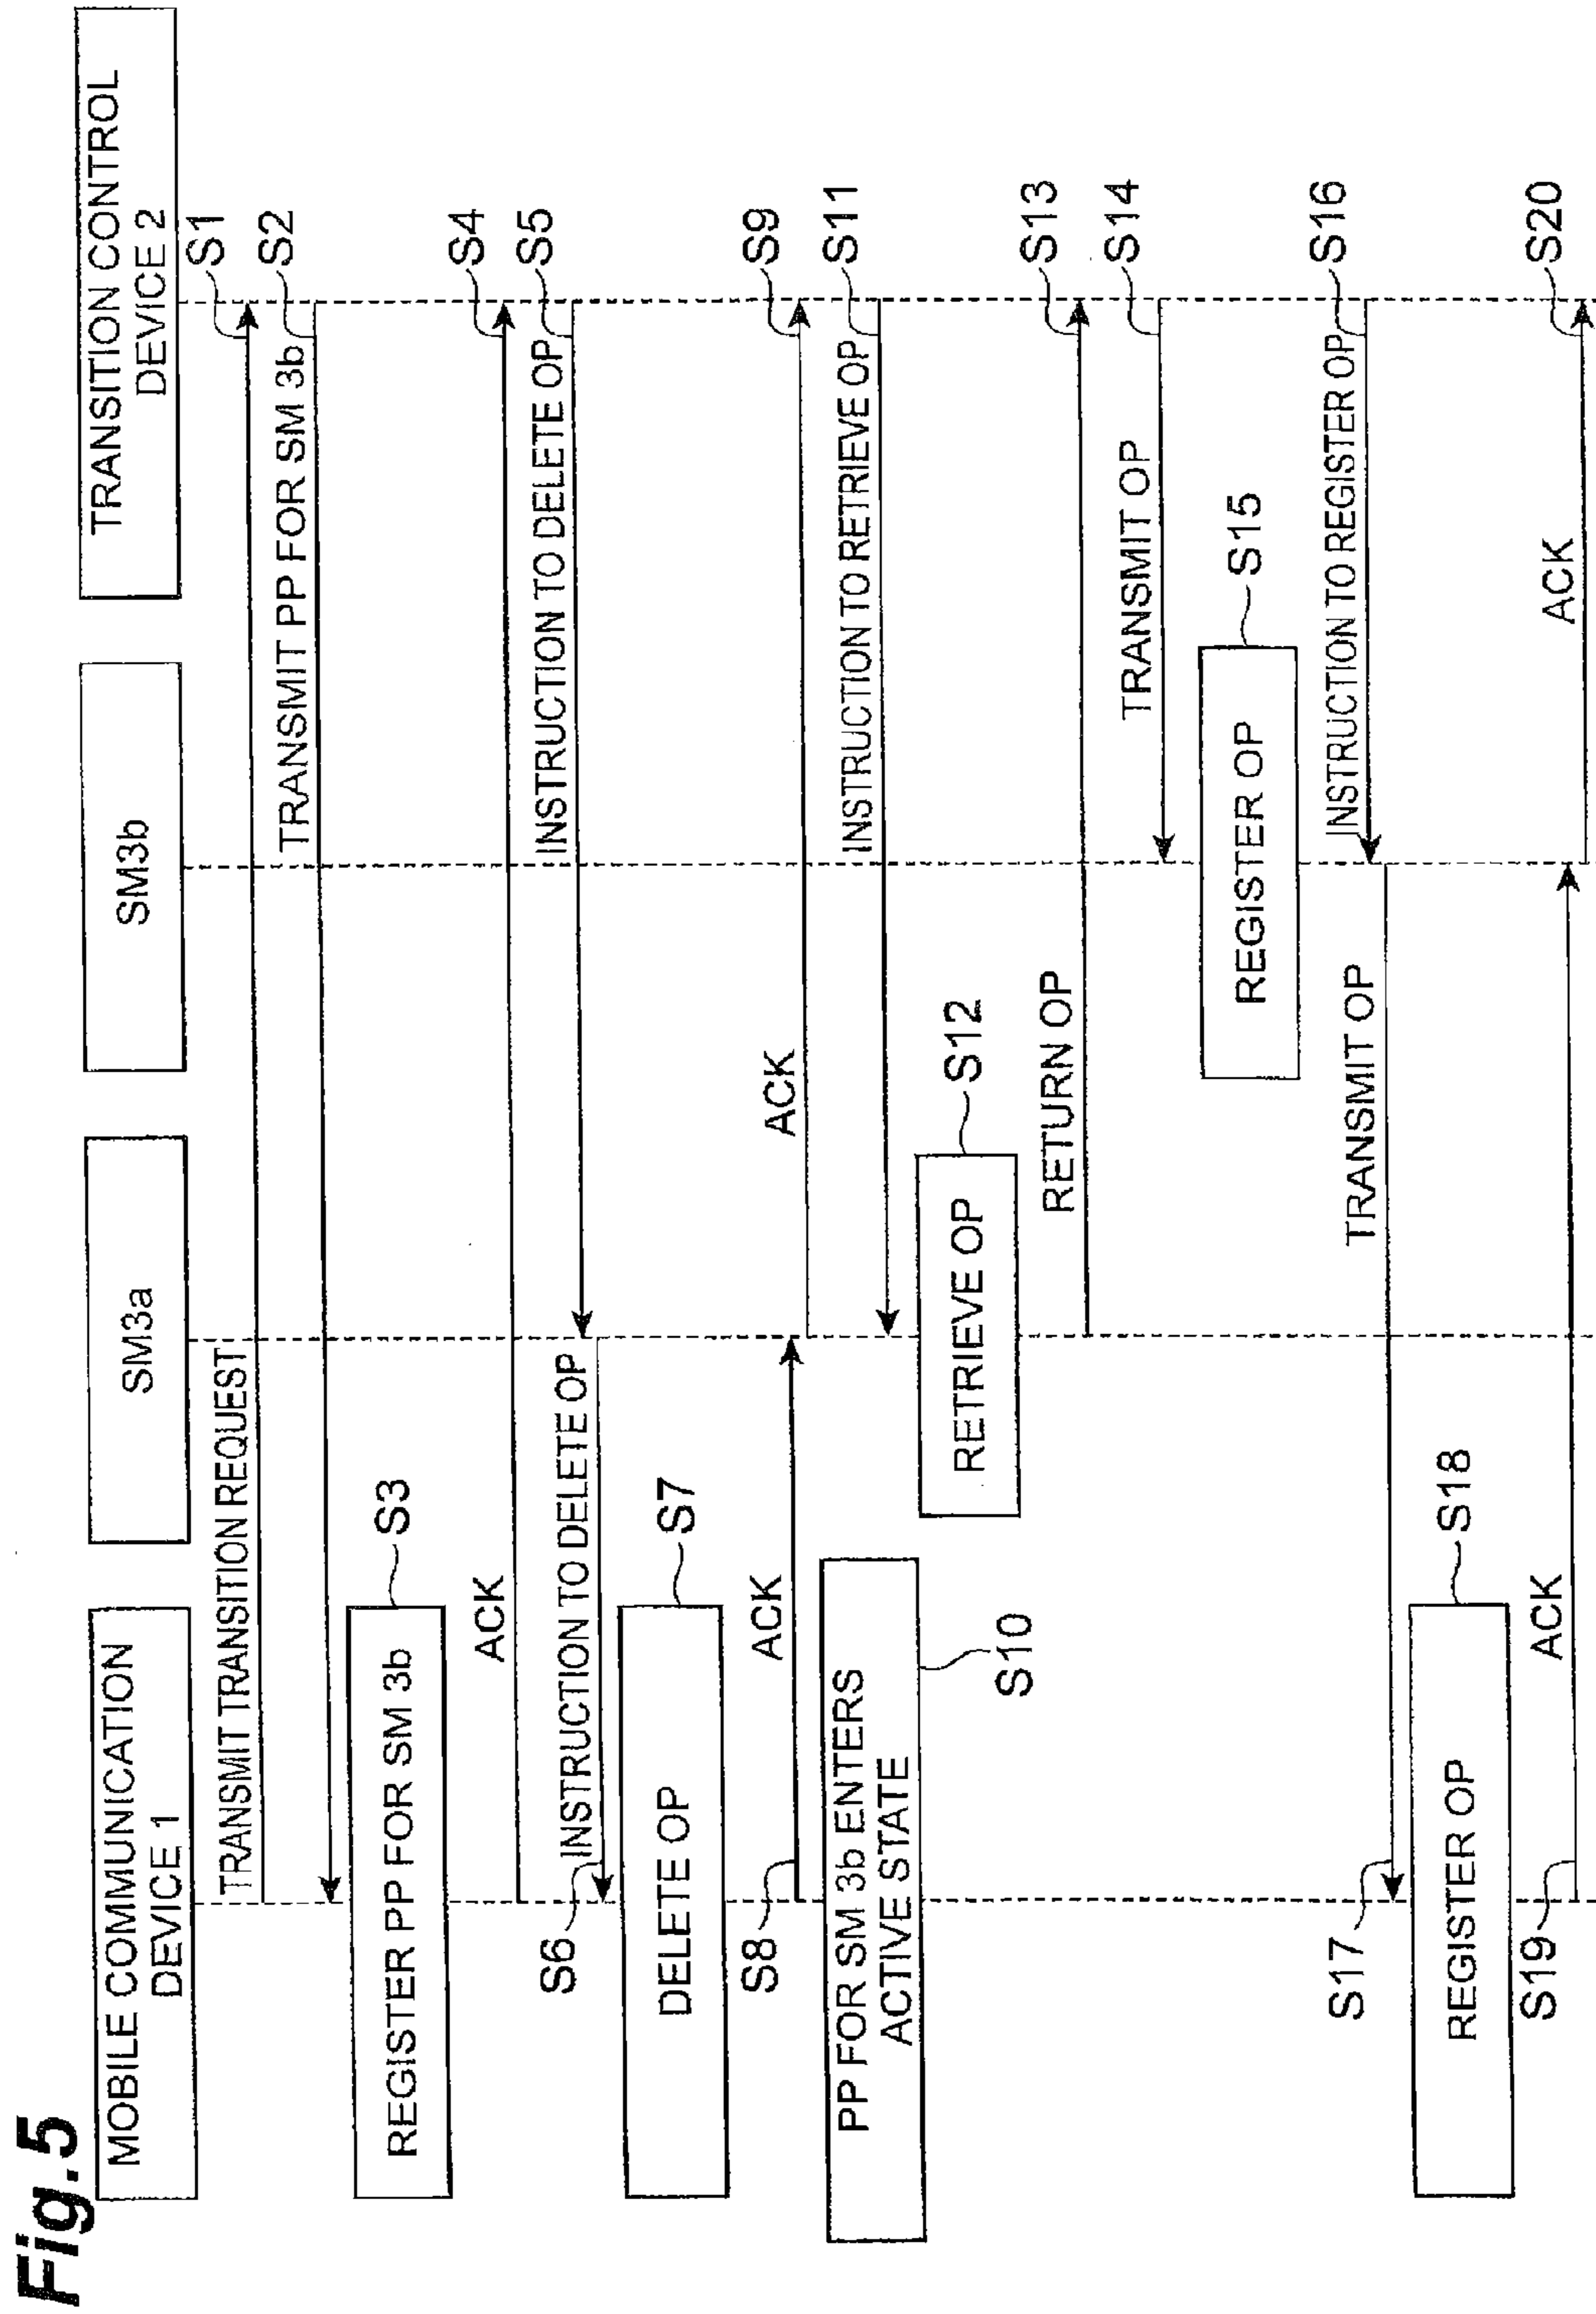 Fig.5
MOBILE COMMUNICATION
DEVICE 1
SM3a
SM3b
TRANSITION CONTROL
DEVICE 2
TRANSMIT TRANSITION REQUEST
S1
TRANSMIT PP FOR SM 3b
S2
REGISTER PP FOR SM 3b
S3
ACK
S4
INSTRUCTION TO DELETE OP
S5
S6
INSTRUCTION TO DELETE OP
DELETE OP
S7
S8
ACK
ACK
S9
PP FOR SM 3b ENTERS
ACTIVE STATE
S10
INSTRUCTION TO RETRIEVE OP
S11
RETRIEVE OP
S12
RETURN OP
S13
TRANSMIT OP
S14
REGISTER OP
S15
INSTRUCTION TO REGISTER OP
S16
S17
TRANSMIT OP
REGISTER OP
S18
S19
ACK
ACK
S20